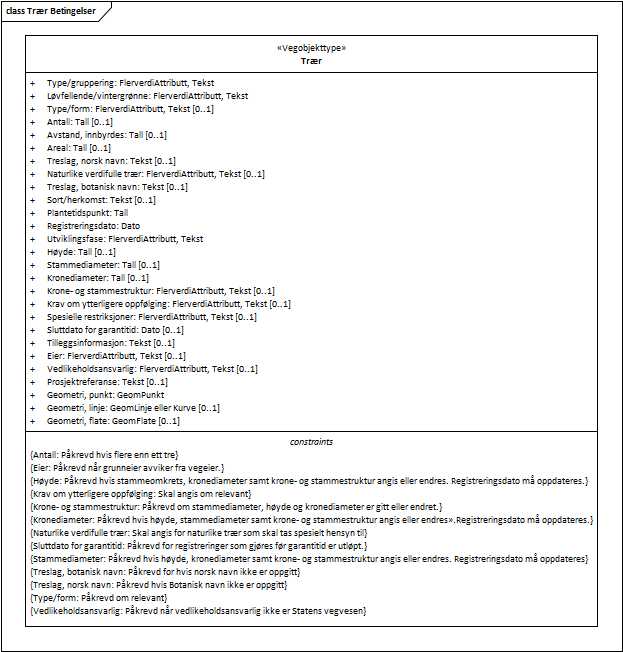 class Trær Betingelser
«Vegobjekttype»
Trær
+ Type/gruppering: FlerverdiAttributt, Tekst
+ Løvfellende/vintergrønne: FlerverdiAttributt, Tekst
+ Type/form: FlerverdiAttributt, Tekst [0..1]
+ Antall: Tall [0..1]
+ Avstand, innbyrdes: Tall [0..1]
+ Areal: Tall [0..1]
+ Treslag, norsk navn: Tekst [0..1]
+ Naturlike verdifulle trær: FlerverdiAttributt, Tekst [0..1]
+ Treslag, botanisk navn: Tekst [0..1]
+ Sort/herkomst: Tekst [0..1]
+ Plantetidspunkt: Tall
+ Registreringsdato: Dato
+ Utviklingsfase: FlerverdiAttributt, Tekst
+ Høyde: Tall [0..1]
+ Stammediameter: Tall [0..1]
+ Kronediameter: Tall [0..1]
+ Krone- og stammestruktur: FlerverdiAttributt, Tekst [0..1]
+ Krav om ytterligere oppfølging: FlerverdiAttributt, Tekst [0..1]
+ Spesielle restriksjoner: FlerverdiAttributt, Tekst [0..1]
+ Sluttdato for garantitid: Dato [0..1]
+ Tilleggsinformasjon: Tekst [0..1]
+ Eier: FlerverdiAttributt, Tekst [0..1]
+ Vedlikeholdsansvarlig: FlerverdiAttributt, Tekst [0..1]
+ Prosjektreferanse: Tekst [0..1]
+ Geometri, punkt: GeomPunkt
+ Geometri, linje: GeomLinje eller Kurve [0..1]
+ Geometri, flate: GeomFlate [0..1]
constraints
{Antall: Påkrevd hvis flere enn ett tre}
{Eier: Påkrevd når grunneier avviker fra vegeier.}
{Høyde: Påkrevd hvis stammeomkrets, kronediameter samt krone- og stammestruktur angis eller endres. Registreringsdato må oppdateres.}
{Krav om ytterligere oppfølging: Skal angis om relevant}
{Krone- og stammestruktur: Påkrevd om stammediameter, høyde og kronediameter er gitt eller endret.}
{Kronediameter: Påkrevd hvis høyde, stammediameter samt krone- og stammestruktur angis eller endres».Registreringsdato må oppdateres.}
{Naturlike verdifulle trær: Skal angis for naturlike trær som skal tas spesielt hensyn til}
{Sluttdato for garantitid: Påkrevd for registreringer som gjøres før garantitid er utløpt.}
{Stammediameter: Påkrevd hvis høyde, kronediameter samt krone- og stammestruktur angis eller endres. Registreringsdato må oppdateres}
{Treslag, botanisk navn: Påkrevd for hvis norsk navn ikke er oppgitt}
{Treslag, norsk navn: Påkrevd hvis Botanisk navn ikke er oppgitt}
{Type/form: Påkrevd om relevant}
{Vedlikeholdsansvarlig: Påkrevd når vedlikeholdsansvarlig ikke er Statens vegvesen}